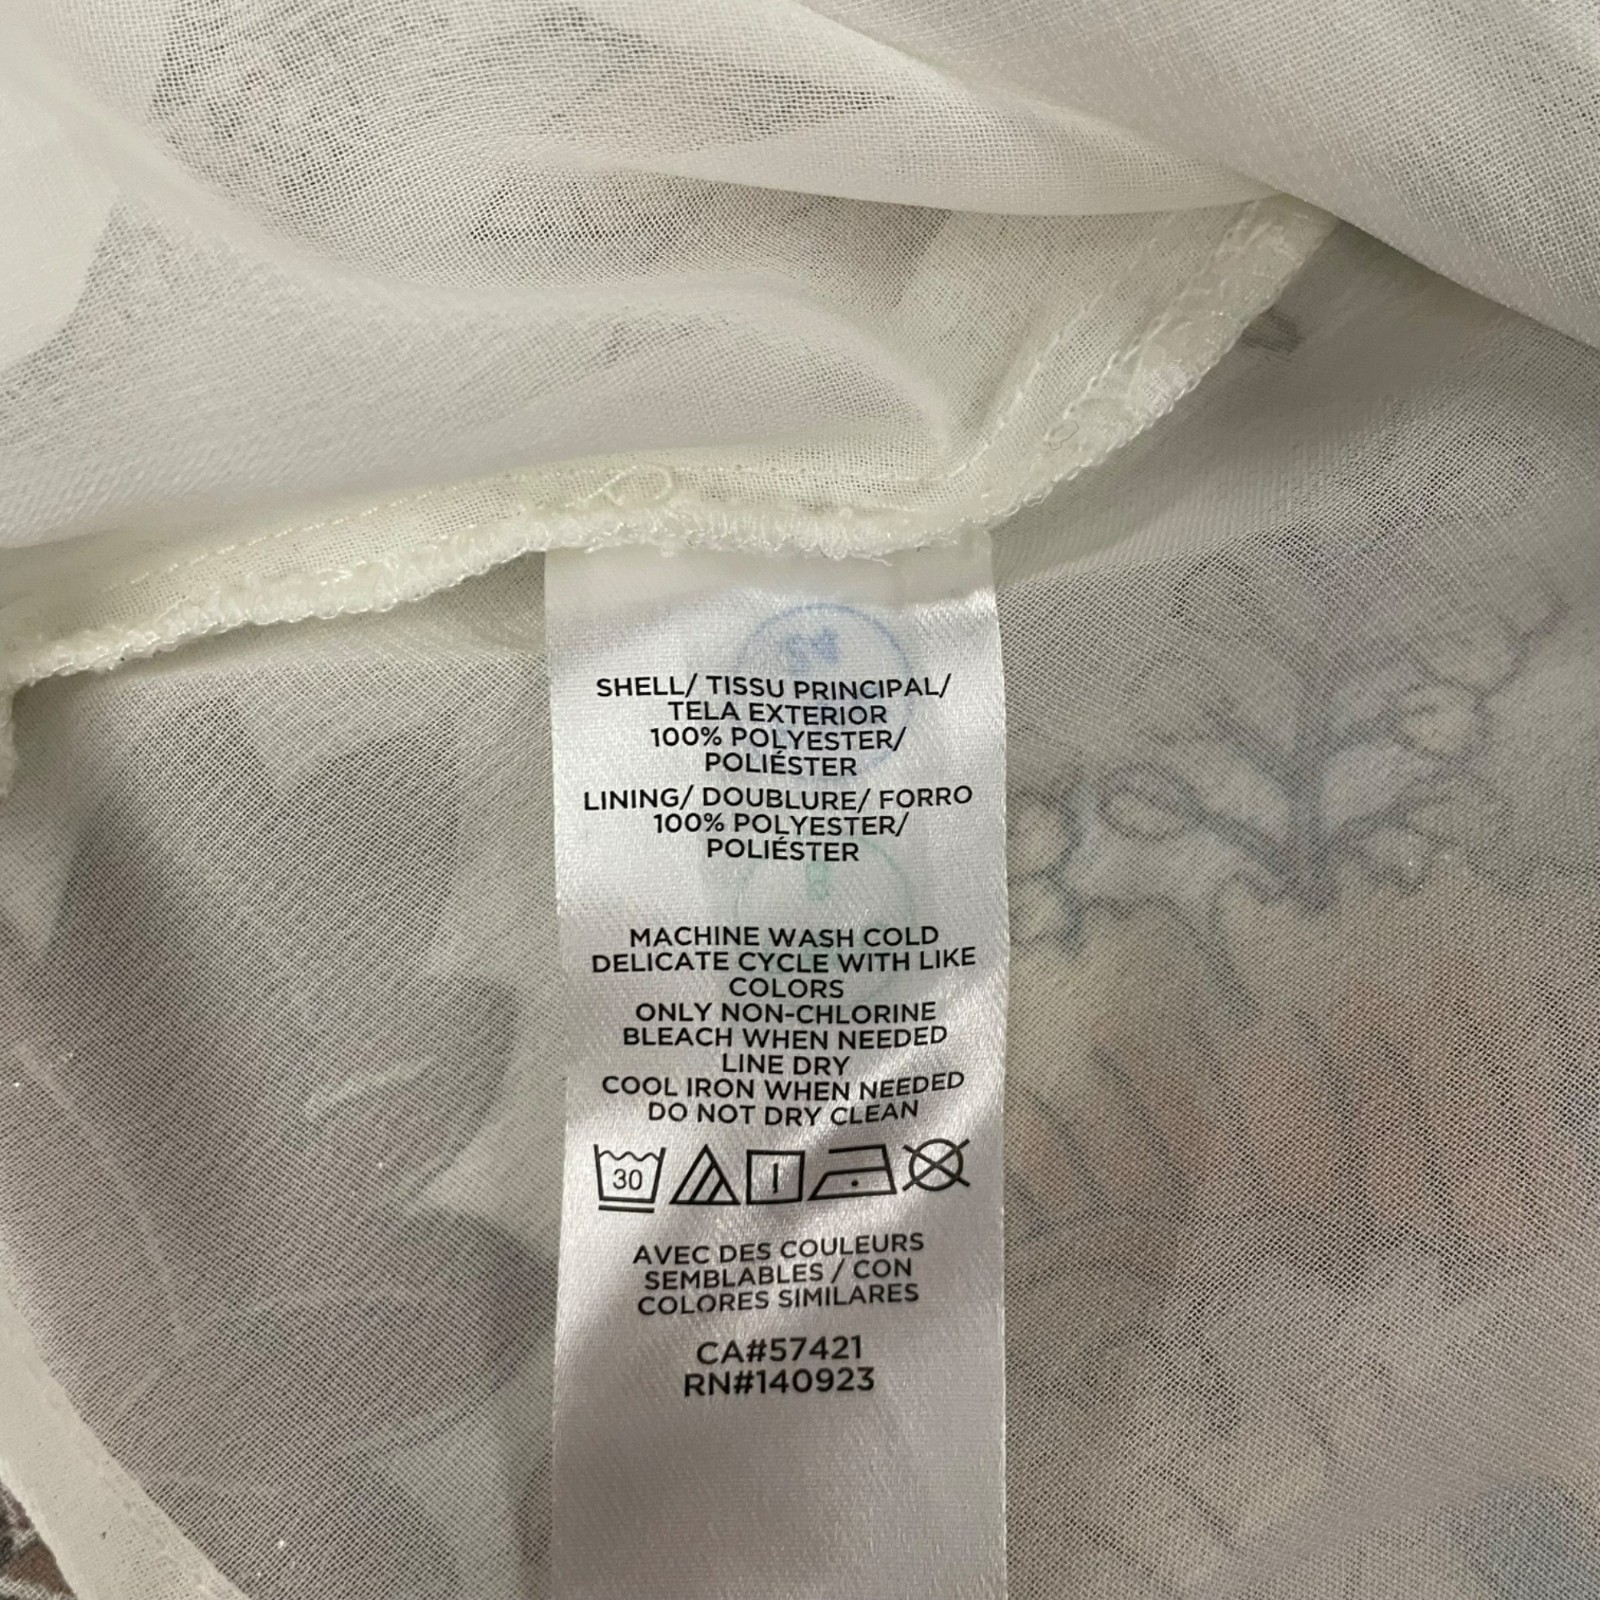 SHELL/ TISSU PRINCIPAL/
TELA EXTERIOR
100% POLYESTER/
POLIÉSTER
LINING/ DOUBLURE/ FORRO
100% POLYESTER/
POLIÉSTER
MACHINE WASH COLD
DELICATE CYCLE WITH LIKE
COLORS
ONLY NON-CHLORINE
BLEACH WHEN NEEDED
LINE DRY
COOL IRON WHEN NEEDED
DO NOT DRY CLEAN
30
AVEC DES COULEURS
SEMBLABLES / CON
COLORES SIMILARES
CA#57421
RN#140923